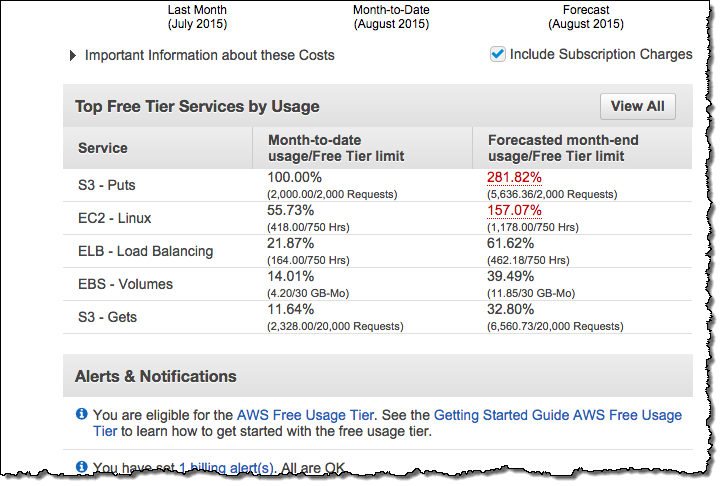 Last Month Month-to-Date Forecast
(July 2015) (August 2015) (August 2015)
Important Information about these Costs Include Subscription Charges
Top Free Tier Services by Usage View All
Service Month-to-date usage/Free Tier limit Forecasted month-end usage/Free Tier limit
S3 - Puts 100.00% 281.82%
(2,000.00/2,000 Requests) (5,636.36/2,000 Requests)
EC2 - Linux 55.73% 157.07%
(418.00/750 Hrs) (1,178.00/750 Hrs)
ELB - Load Balancing 21.87% 61.62%
(164.00/750 Hrs) (462.18/750 Hrs)
EBS - Volumes 14.01% 39.49%
(4.20/30 GB-Mo) (11.85/30 GB-Mo)
S3 - Gets 11.64% 32.80%
(2,328.00/20,000 Requests) (6,560.73/20,000 Requests)
Alerts & Notifications
You are eligible for the AWS Free Usage Tier. See the Getting Started Guide AWS Free Usage
Tier to learn how to get started with the free usage tier.
You have set 1 billing alert(s). All are OK.